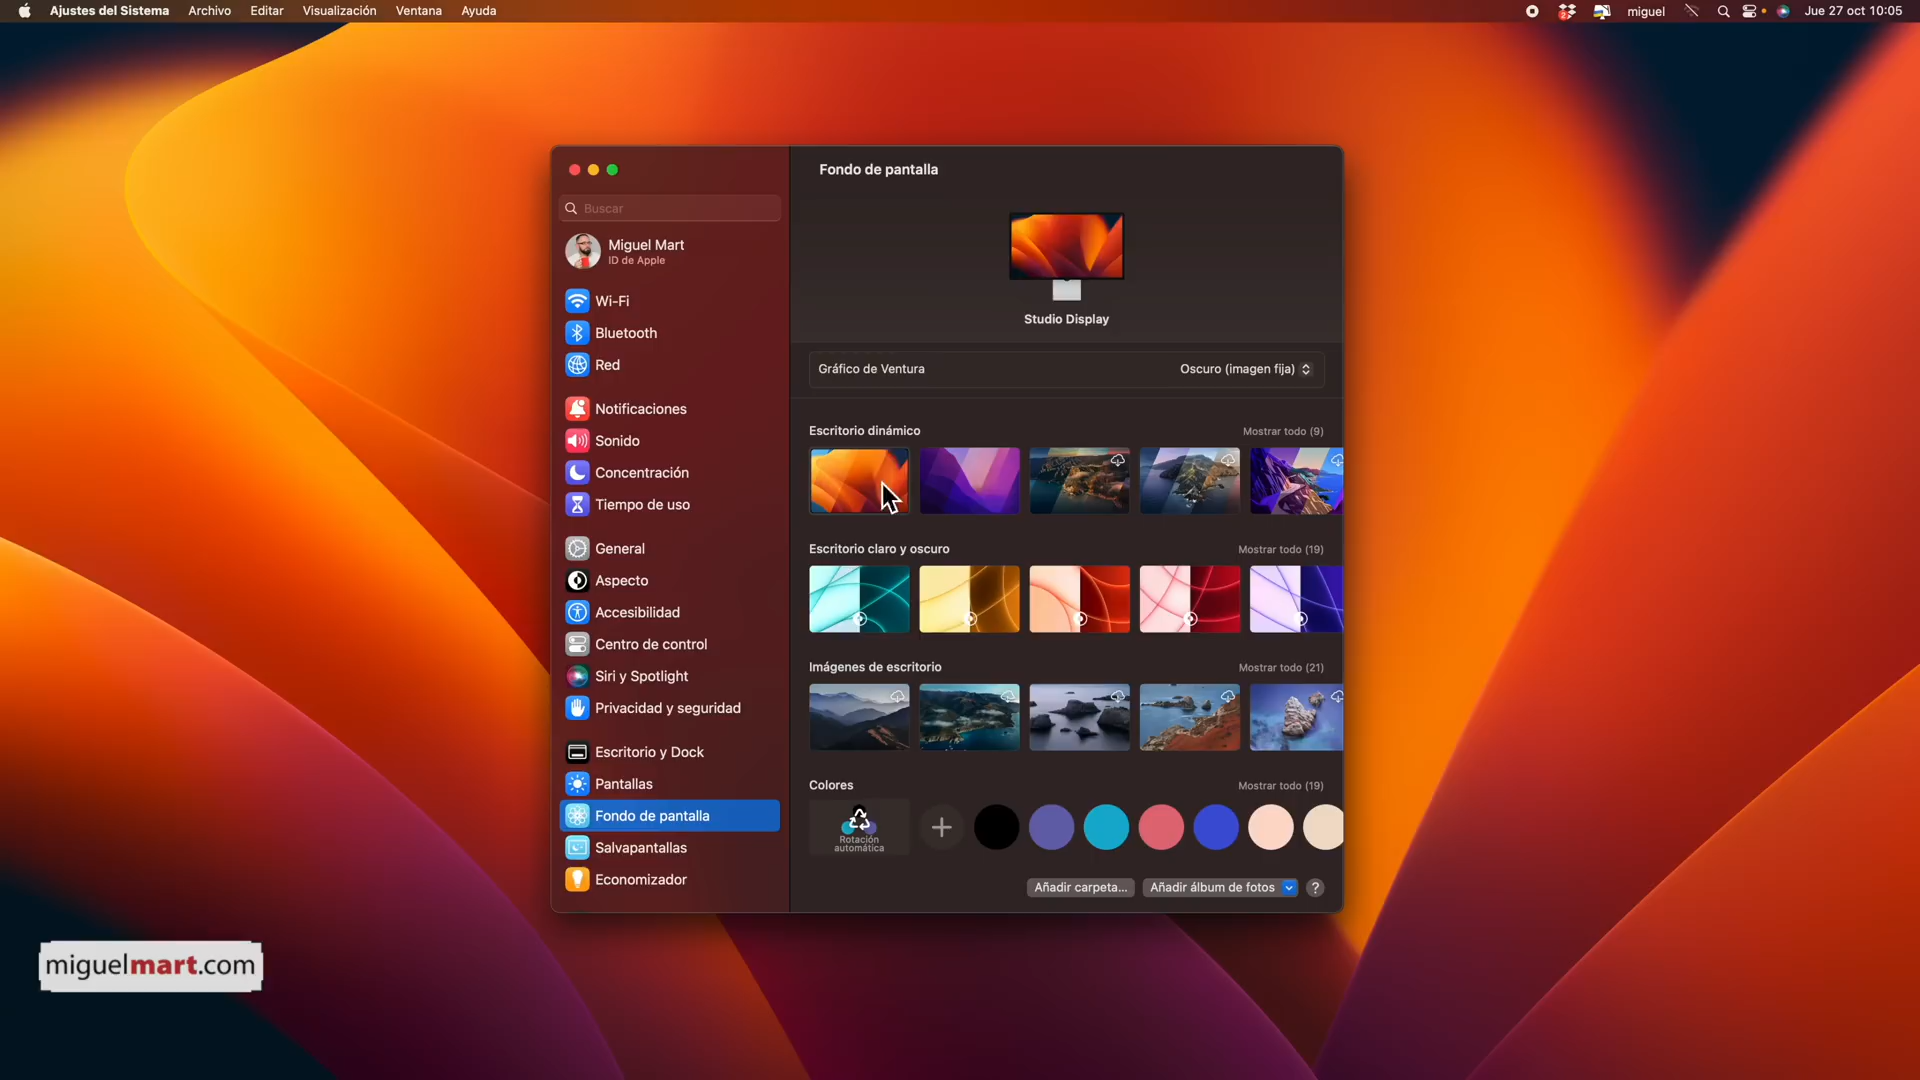 Ajustes del Sistema Archivo Editar Visualización Ventana Ayuda
miguel Jue 27 oct 10:05
Fondo de pantalla
Buscar
Miguel Mart
ID de Apple
Wi-Fi
Bluetooth
Red
Notificaciones
Sonido
Concentración
Tiempo de uso
General
Aspecto
Accesibilidad
Centro de control
Siri y Spotlight
Privacidad y seguridad
Escritorio y Dock
Pantallas
Fondo de pantalla
Salvapantallas
Economizador
Studio Display
Gráfico de Ventura Oscuro (imagen fija)
Escritorio dinámico Mostrar todo (9)
Escritorio claro y oscuro Mostrar todo (19)
Imágenes de escritorio Mostrar todo (21)
Colores Mostrar todo (19)
Rotación
automática
Añadir carpeta... Añadir álbum de fotos ?
miguelmart.com